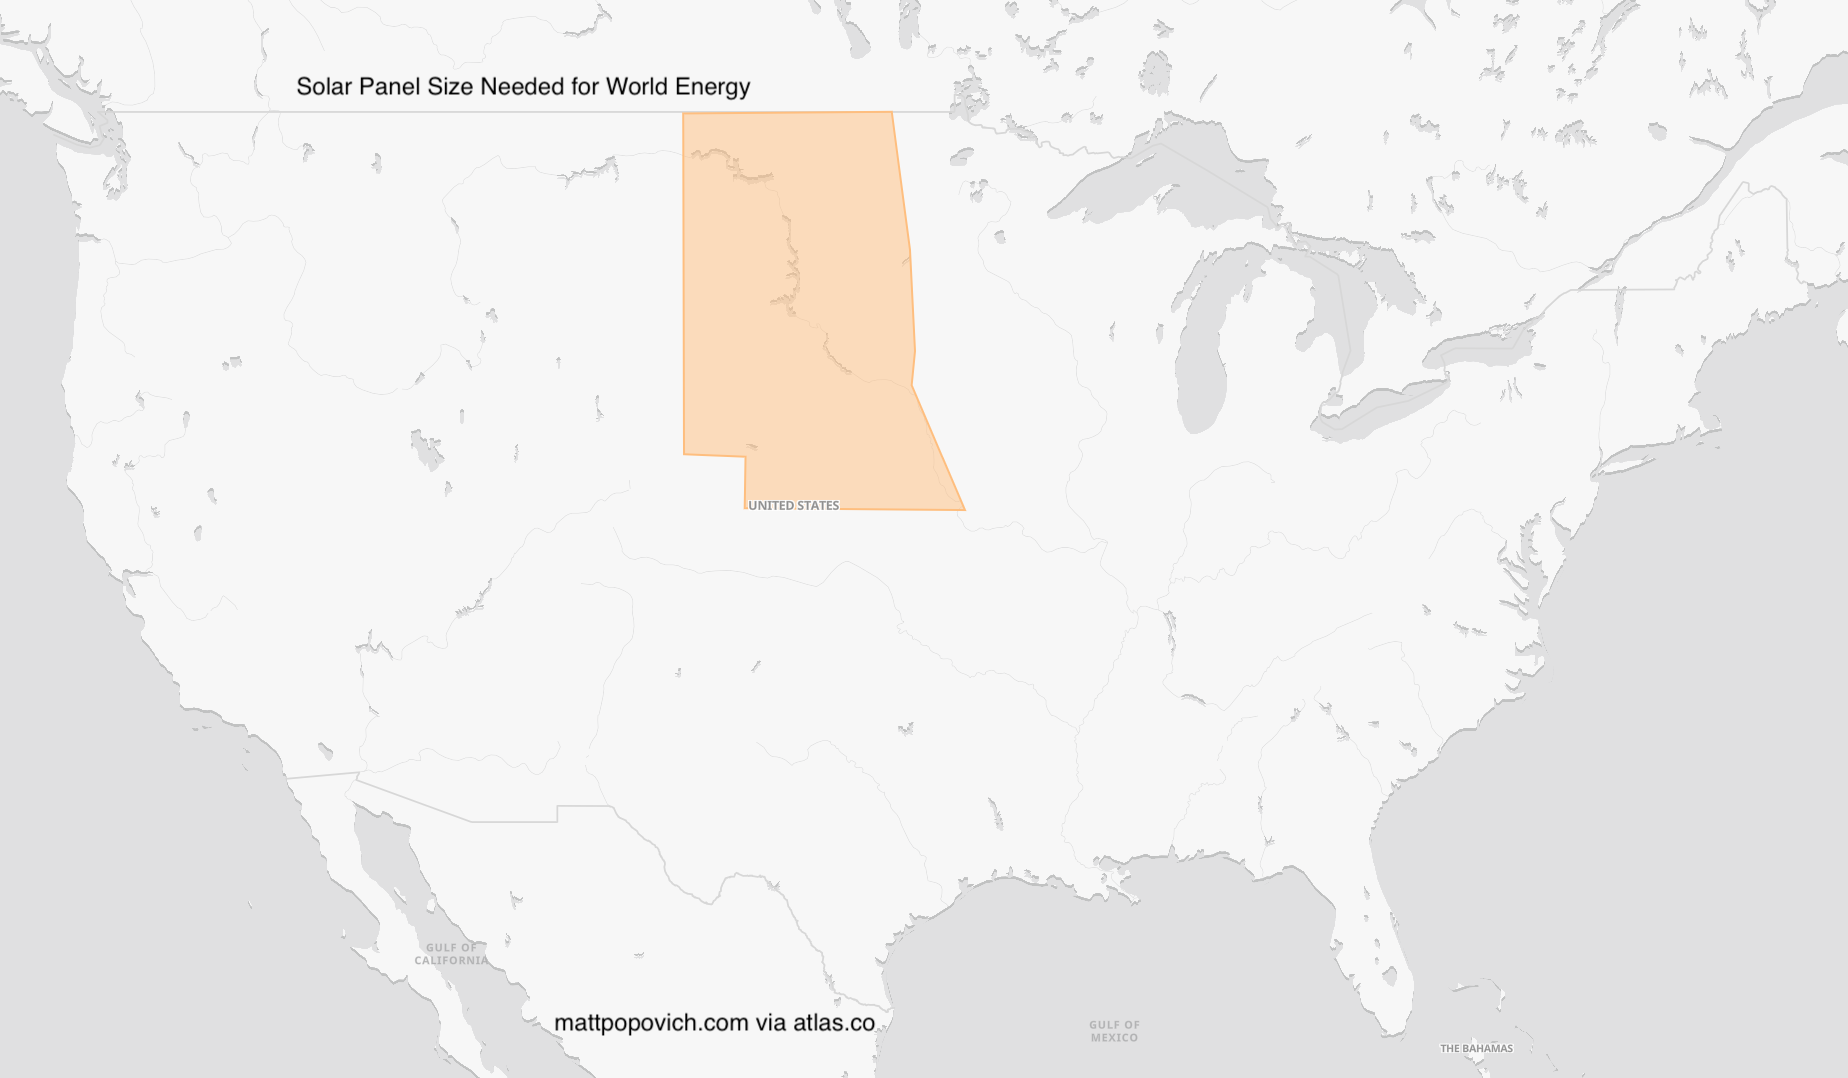 Solar Panel Size Needed for World Energy
UNITED STATES
GULF OF
CALIFORNIA
mattpopovich.com via atlas.co
GULF OF
MEXICO
THE BAHAMAS